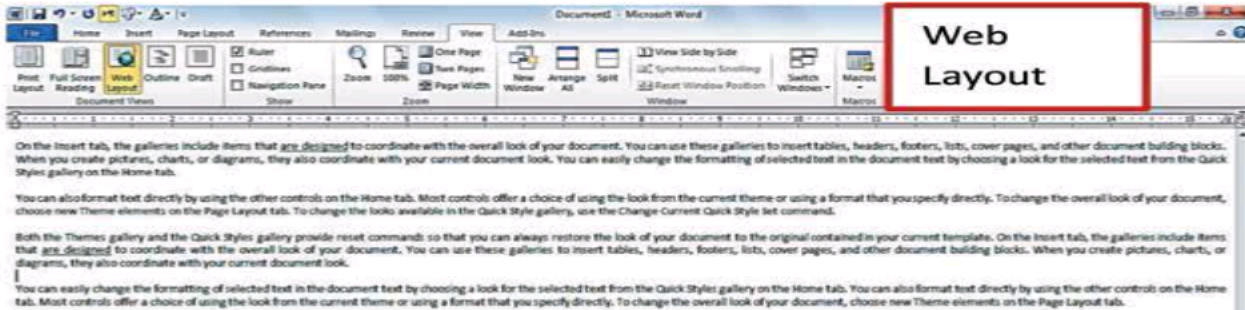 Document1 - Microsoft Word
File Home Insert Page Layout References Mailings Review View Add-Ins
Web
Layout
Print Layout Full Screen Reading Web Layout Outline Draft
Document Views
Ruler
Gridlines
Navigation Pane
Show
Zoom 100%
One Page
Two Pages
Page Width
Zoom
New Window Arrange All Split
View Side by Side
Synchronous Scrolling
Reset Window Position
Switch Windows
Window
Macros
Macros
On the Insert tab, the galleries include items that are designed to coordinate with the overall look of your document. You can use these galleries to insert tables, headers, footers, lists, cover pages, and other document building blocks.
When you create pictures, charts, or diagrams, they also coordinate with your current document look. You can easily change the formatting of selected text in the document text by choosing a look for the selected text from the Quick
Styles gallery on the Home tab.
You can also format text directly by using the other controls on the Home tab. Most controls offer a choice of using the look from the current theme or using a format that you specify directly. To change the overall look of your document,
choose new Theme elements on the Page Layout tab. To change the looks available in the Quick Style gallery, use the Change Current Quick Style Set command.
Both the Themes gallery and the Quick Styles gallery provide reset commands so that you can always restore the look of your document to the original contained in your current template. On the Insert tab, the galleries include items
that are designed to coordinate with the overall look of your document. You can use these galleries to insert tables, headers, footers, lists, cover pages, and other document building blocks. When you create pictures, charts, or
diagrams, they also coordinate with your current document look.
You can easily change the formatting of selected text in the document text by choosing a look for the selected text from the Quick Styles gallery on the Home tab. You can also format text directly by using the other controls on the Home
tab. Most controls offer a choice of using the look from the current theme or using a format that you specify directly. To change the overall look of your document, choose new Theme elements on the Page Layout tab.